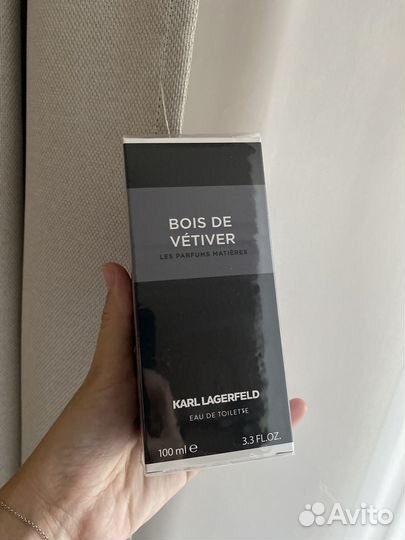 BOIS DE
VÉTIVER
LES PARFUMS MATIÈRES
KARL LAGERFELD
EAU DE TOILETTE
100 ml ℮ 3.3 FL.OZ.
Avito